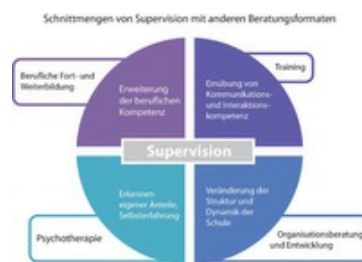 Schnittmengen von Supervision mit anderen Beratungsformaten
Berufliche Fort- und
Weiterbildung
Training
Erweiterung
der beruflichen
Kompetenz
Einübung von
Kommunikations-
und Interaktions-
kompetenz
Supervision
Erkennen
eigener Anteile,
Selbsterfahrung
Veränderung der
Struktur und
Dynamik der
Schule
Psychotherapie
Organisationsberatung
und Entwicklung